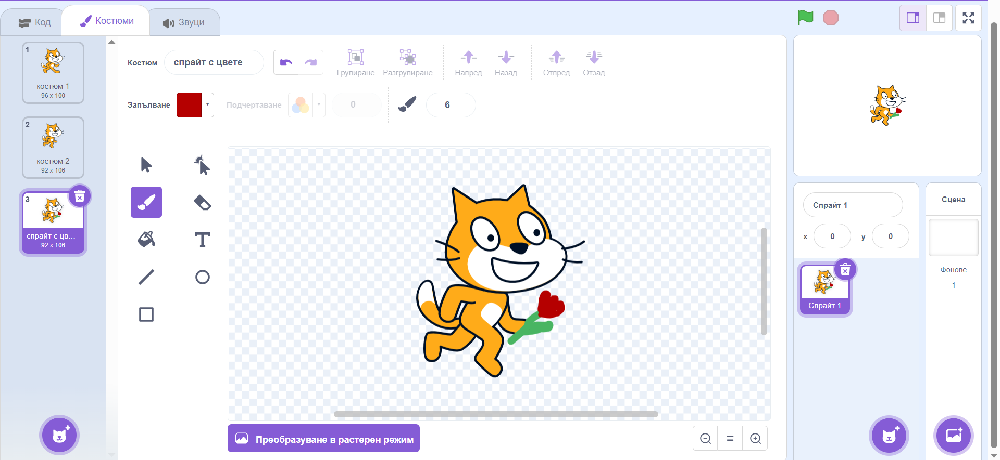 Код
Костюми
Звуци
1
костюм 1
96 x 100
2
костюм 2
92 x 106
3
спрайт с цв...
92 x 106
Костюм
спрайт с цвете
Групиране
Разгрупиране
Напред
Назад
Отпред
Отзад
Запълване
Подчертаване
0
6
Преобразуване в растерен режим
Спрайт 1
x
0
y
0
Спрайт 1
Сцена
Фонове
1